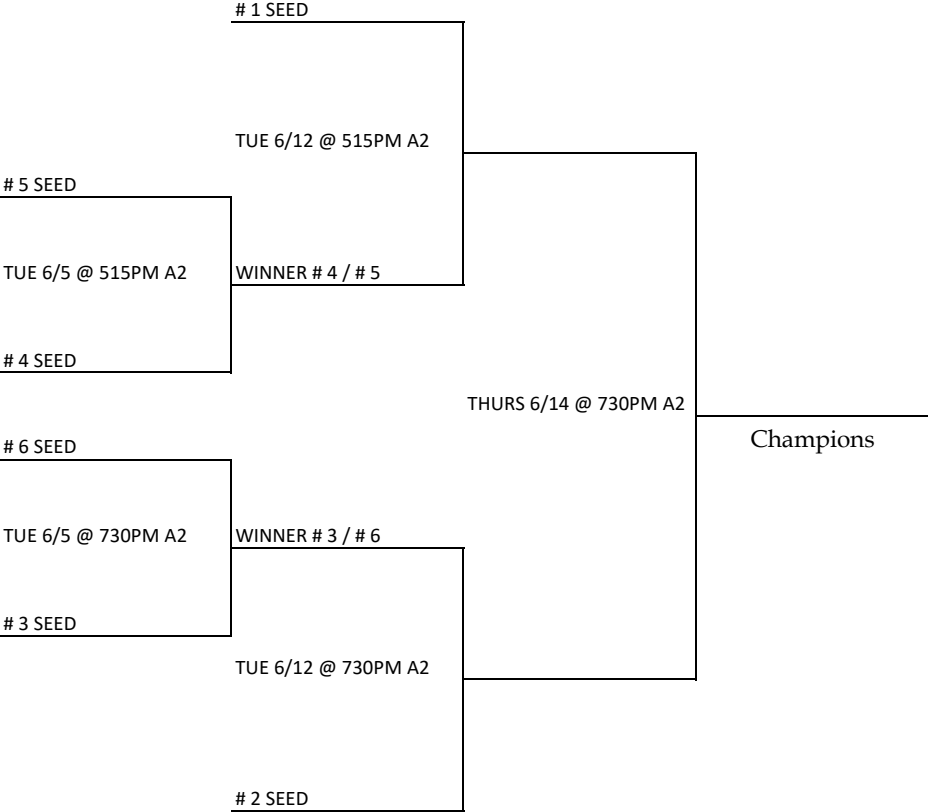 # 1 SEED
TUE 6/12 @ 515PM A2
# 5 SEED
TUE 6/5 @ 515PM A2
WINNER # 4 / # 5
# 4 SEED
THURS 6/14 @ 730PM A2
Champions
# 6 SEED
TUE 6/5 @ 730PM A2
WINNER # 3 / # 6
# 3 SEED
TUE 6/12 @ 730PM A2
# 2 SEED